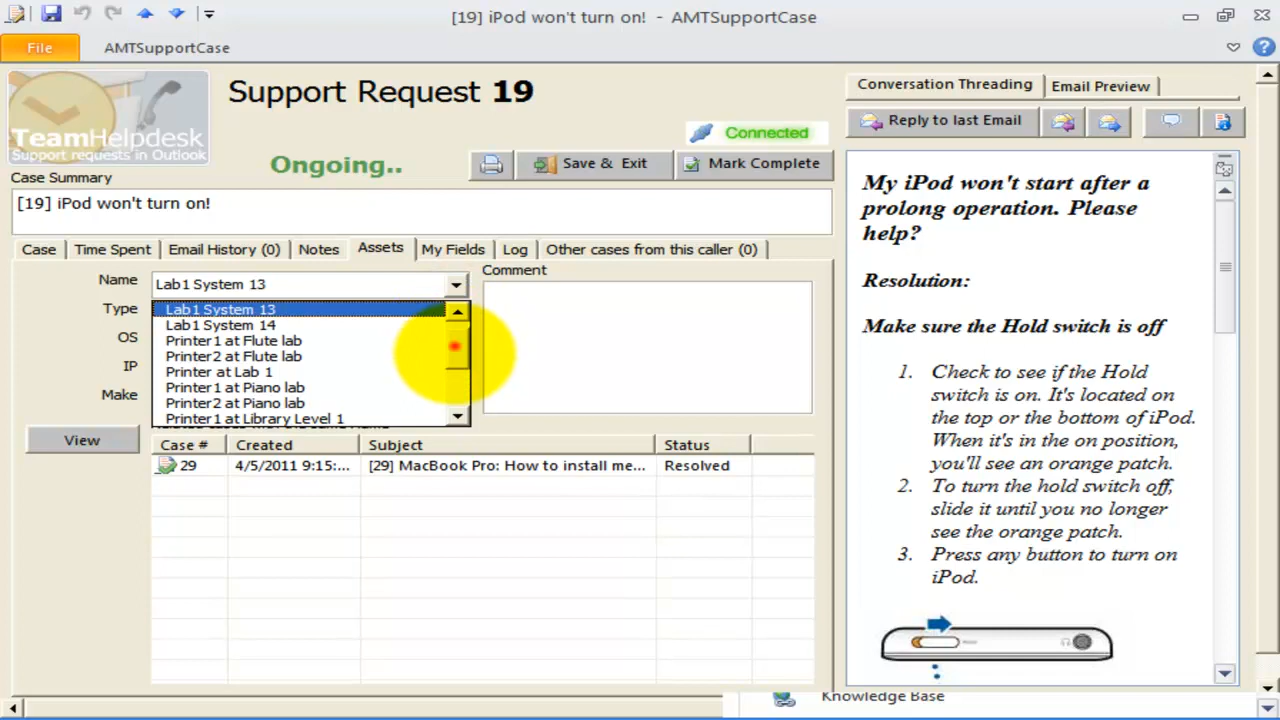 [19] iPod won't turn on! - AMTSupportCase
File
AMTSupportCase
TeamHelpdesk
Support requests in Outlook
Support Request 19
Connected
Ongoing..
Save & Exit
Mark Complete
Case Summary
[19] iPod won't turn on!
Case
Time Spent
Email History (0)
Notes
Assets
My Fields
Log
Other cases from this caller (0)
Name
Lab1 System 13
Comment
Type
OS
IP
Make
Lab1 System 13
Lab1 System 14
Printer1 at Flute lab
Printer2 at Flute lab
Printer at Lab 1
Printer1 at Piano lab
Printer2 at Piano lab
Printer1 at Library Level 1
View
Case #
Created
Subject
Status
29
4/5/2011 9:15:...
[29] MacBook Pro: How to install me...
Resolved
Conversation Threading
Email Preview
Reply to last Email
My iPod won't start after a
prolong operation. Please
help?
Resolution:
Make sure the Hold switch is off
1. Check to see if the Hold
switch is on. It's located on
the top or the bottom of iPod.
When it's in the on position,
you'll see an orange patch.
2. To turn the hold switch off,
slide it until you no longer
see the orange patch.
3. Press any button to turn on
iPod.
Knowledge Base